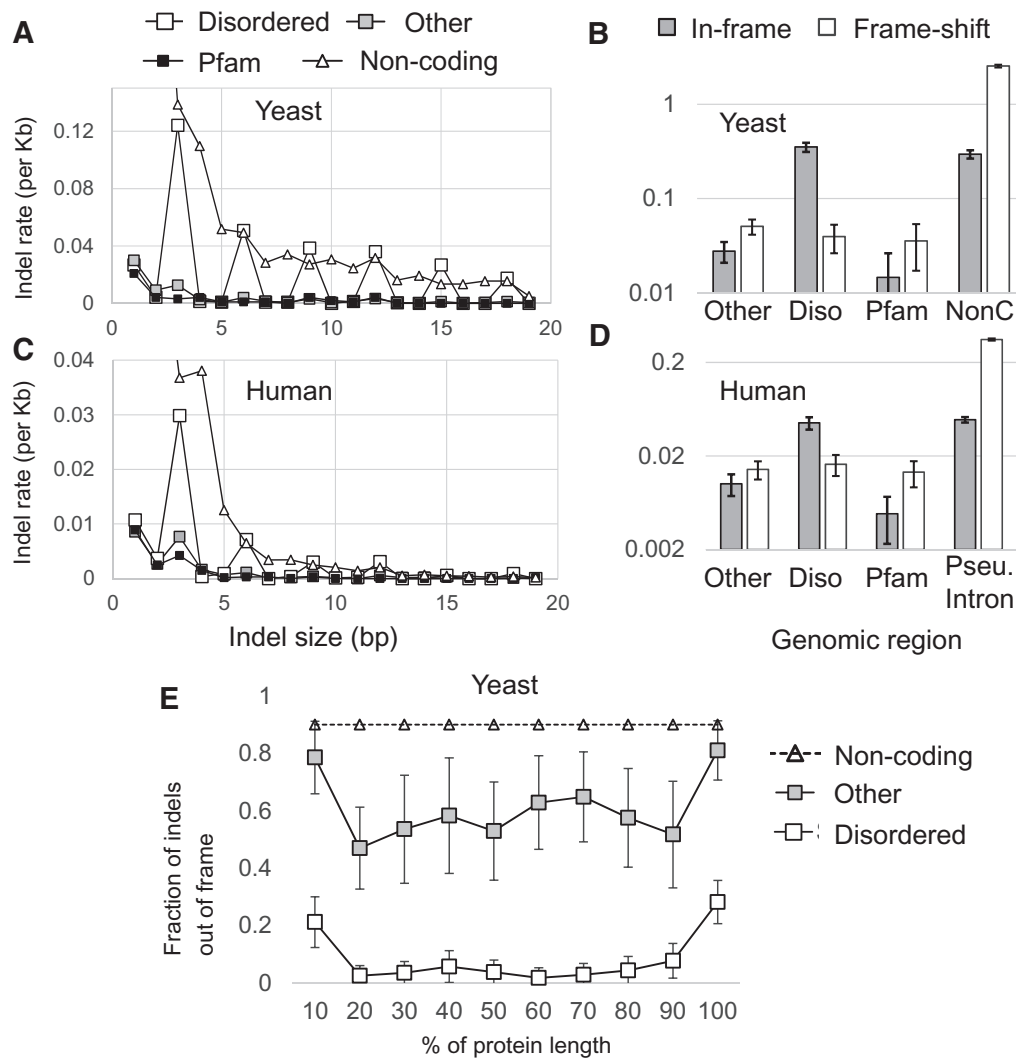 A
Disordered
Other
Pfam
Non-coding
Yeast
Indel rate (per Kb)
0.12
0.08
0.04
0
0 5 10 15 20
B
In-frame
Frame-shift
Yeast
1
0.1
0.01
Other Diso Pfam NonC
C
Human
Indel rate (per Kb)
0.04
0.03
0.02
0.01
0
0 5 10 15 20
Indel size (bp)
D
Human
0.2
0.02
0.002
Other Diso Pfam Pseu.
Intron
Genomic region
E
Yeast
Fraction of indels
out of frame
1
0.8
0.6
0.4
0.2
0
10 20 30 40 50 60 70 80 90 100
% of protein length
Non-coding
Other
Disordered